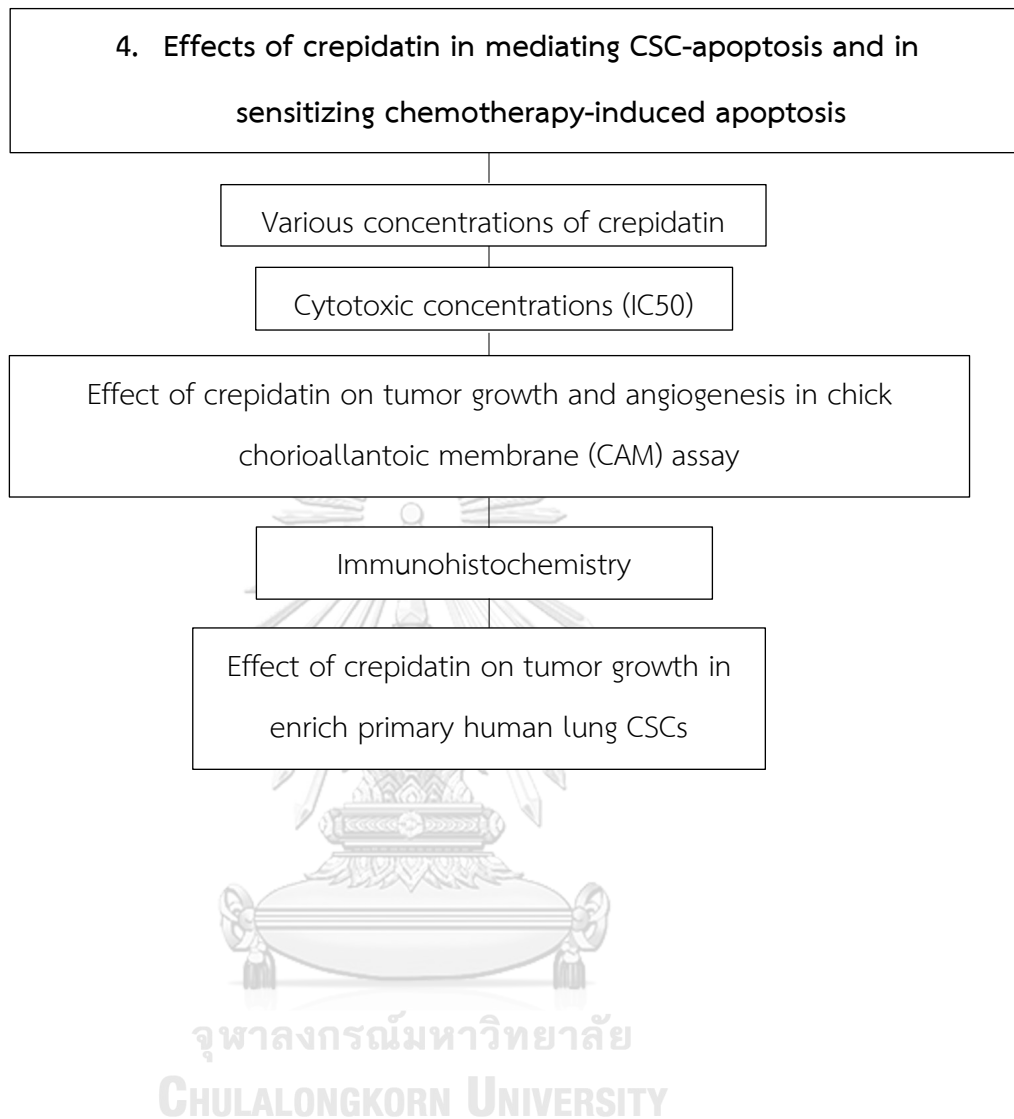 4. Effects of crepidatin in mediating CSC-apoptosis and in
sensitizing chemotherapy-induced apoptosis
Various concentrations of crepidatin
Cytotoxic concentrations (IC50)
Effect of crepidatin on tumor growth and angiogenesis in chick
chorioallantoic membrane (CAM) assay
Immunohistochemistry
Effect of crepidatin on tumor growth in
enrich primary human lung CSCs
จุฬาลงกรณ์มหาวิทยาลัย
CHULALONGKORN UNIVERSITY